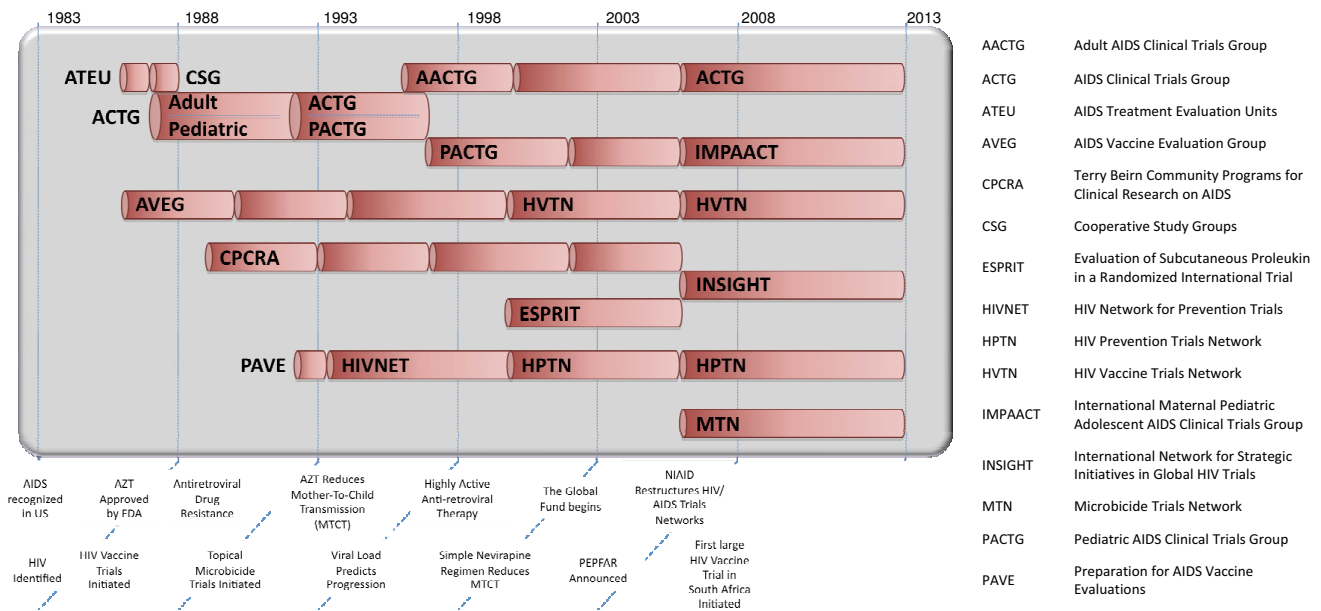 1983 1988 1993 1998 2003 2008 2013
ATEU CSG AACTG ACTG
ACTG Adult ACTG
Pediatric PACTG
PACTG IMPAACT
AVEG HVTN HVTN
CPCRA
INSIGHT
ESPRIT
PAVE HIVNET HPTN HPTN
MTN
AIDS
recognized
in US
AZT
Approved
by FDA
Antiretroviral
Drug
Resistance
AZT Reduces
Mother-To-Child
Transmission
(MTCT)
Highly Active
Anti-retroviral
Therapy
The Global
Fund begins
NIAID
Restructures HIV/
AIDS Trials
Networks
HIV
Identified
HIV Vaccine
Trials
Initiated
Topical
Microbicide
Trials Initiated
Viral Load
Predicts
Progression
Simple Nevirapine
Regimen Reduces
MTCT
PEPFAR
Announced
First large
HIV Vaccine
Trial in
South Africa
Initiated
AACTG Adult AIDS Clinical Trials Group
ACTG AIDS Clinical Trials Group
ATEU AIDS Treatment Evaluation Units
AVEG AIDS Vaccine Evaluation Group
CPCRA Terry Beirn Community Programs for
Clinical Research on AIDS
CSG Cooperative Study Groups
ESPRIT Evaluation of Subcutaneous Proleukin
in a Randomized International Trial
HIVNET HIV Network for Prevention Trials
HPTN HIV Prevention Trials Network
HVTN HIV Vaccine Trials Network
IMPAACT International Maternal Pediatric
Adolescent AIDS Clinical Trials Group
INSIGHT International Network for Strategic
Initiatives in Global HIV Trials
MTN Microbicide Trials Network
PACTG Pediatric AIDS Clinical Trials Group
PAVE Preparation for AIDS Vaccine
Evaluations